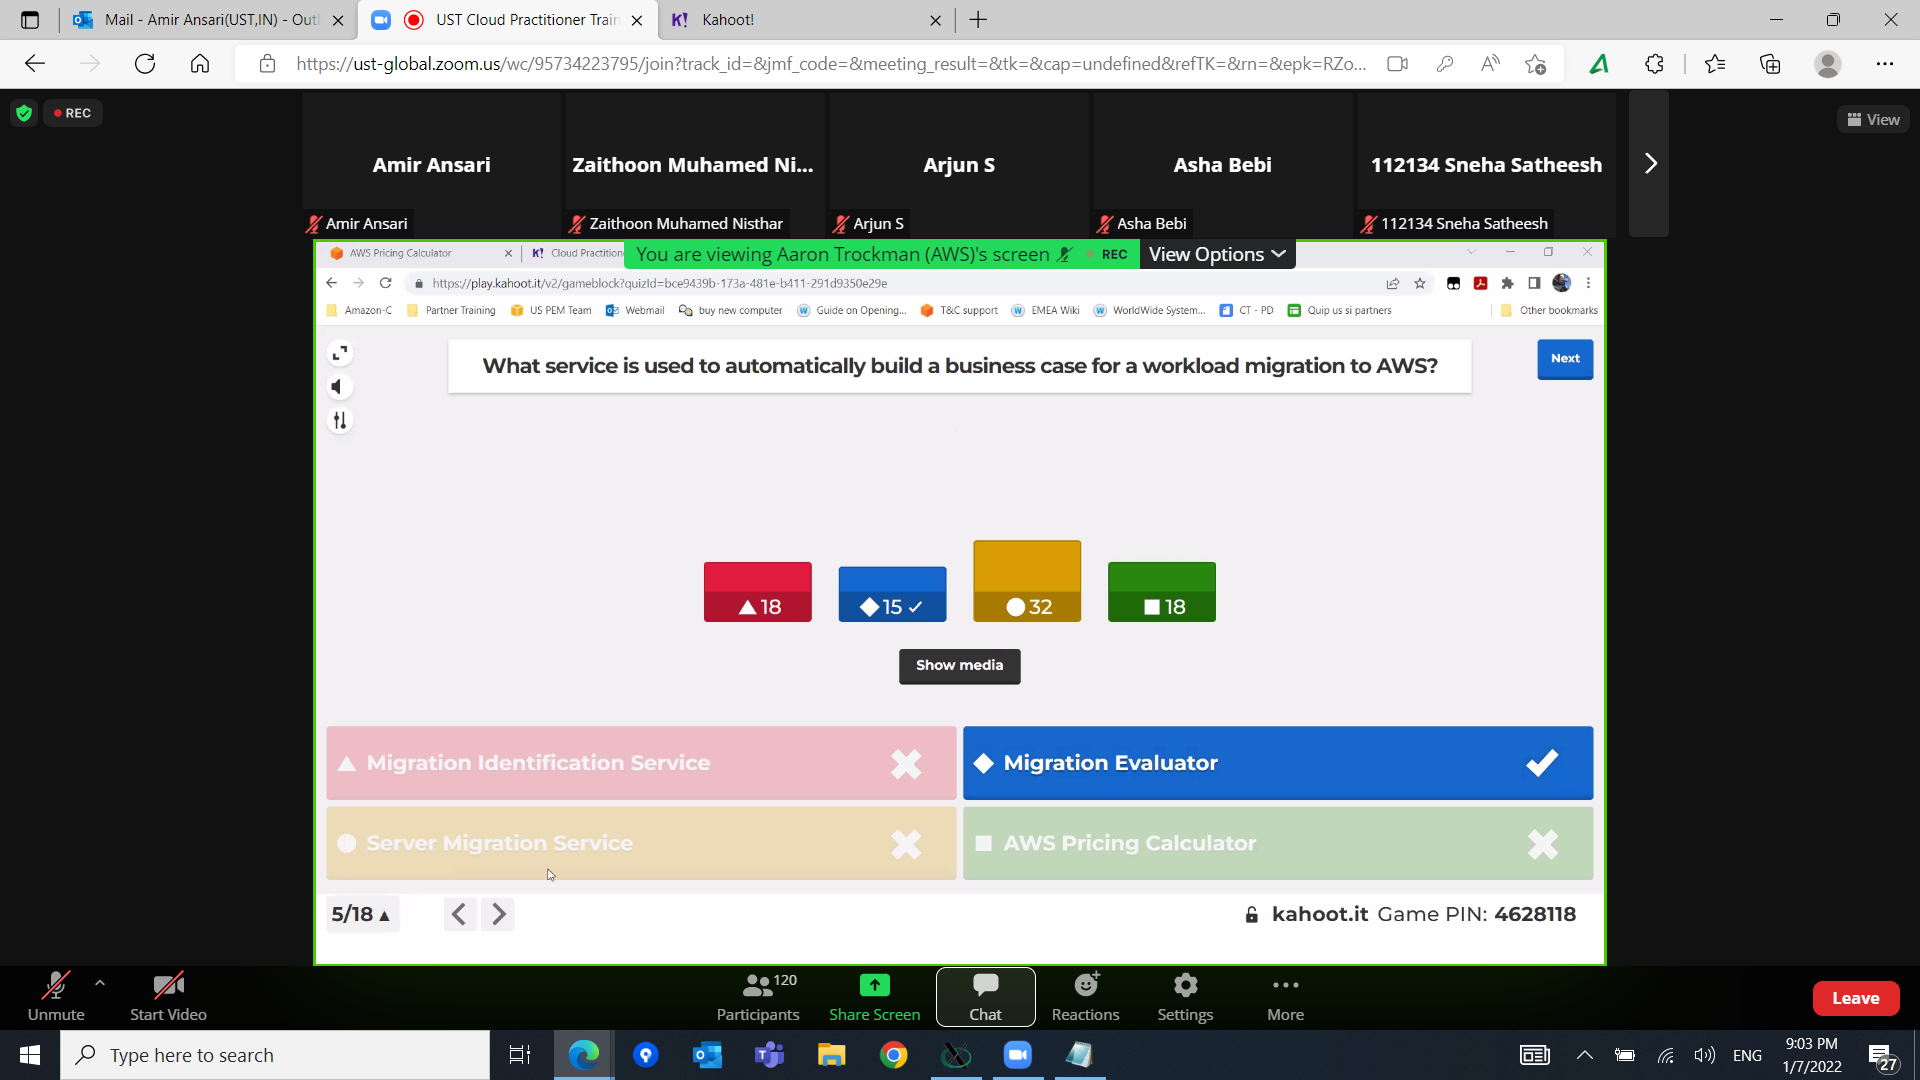 Mail - Amir Ansari(UST,IN) - Outl
UST Cloud Practitioner Train
Kahoot!
https://ust-global.zoom.us/wc/95734223795/join?track_id=&jmf_code=&meeting_result=&tk=&cap=undefined&refTK=&rn=&epk=RZo...
REC
View
Amir Ansari
Zaithoon Muhamed Ni...
Arjun S
Asha Bebi
112134 Sneha Satheesh
Amir Ansari
Zaithoon Muhamed Nisthar
Arjun S
Asha Bebi
112134 Sneha Satheesh
AWS Pricing Calculator
Cloud Practition
You are viewing Aaron Trockman (AWS)'s screen
REC
View Options
https://play.kahoot.it/v2/gameblock?quizId=bce9439b-173a-481e-b411-291d9350e29e
Amazon-C
Partner Training
US PEM Team
Webmail
buy new computer
Guide on Opening...
T&C support
EMEA Wiki
WorldWide System...
CT - PD
Quip us si partners
Other bookmarks
What service is used to automatically build a business case for a workload migration to AWS?
Next
18
15
32
18
Show media
Migration Identification Service
Migration Evaluator
Server Migration Service
AWS Pricing Calculator
5/18
kahoot.it Game PIN: 4628118
Unmute
Start Video
120
Participants
Share Screen
Chat
Reactions
Settings
More
Leave
Type here to search
ENG
9:03 PM
1/7/2022
27